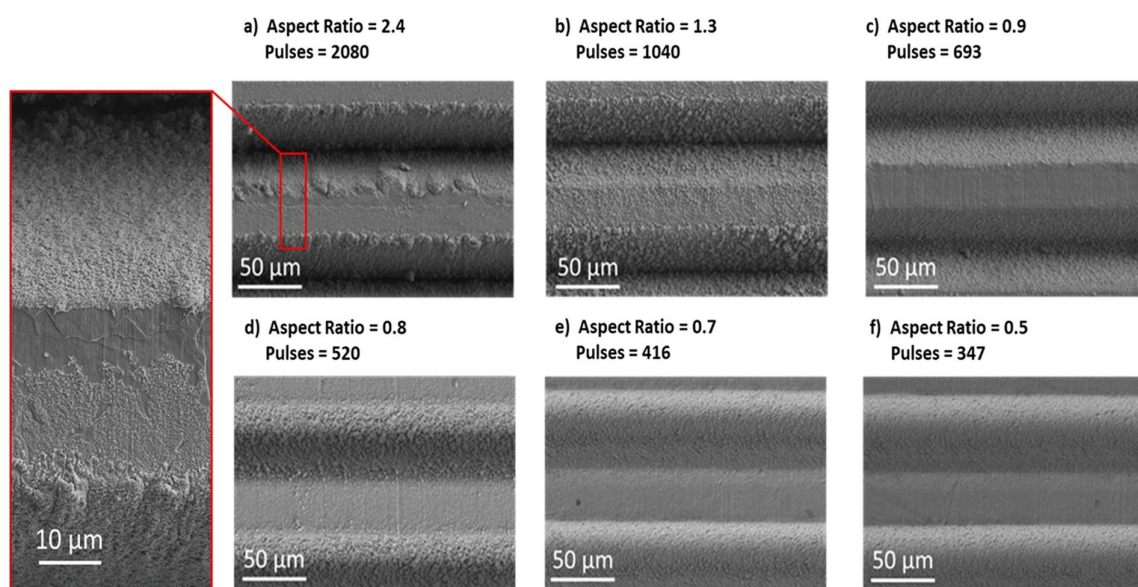 a) Aspect Ratio = 2.4
Pulses = 2080
b) Aspect Ratio = 1.3
Pulses = 1040
c) Aspect Ratio = 0.9
Pulses = 693
10 µm
50 µm
50 µm
50 µm
d) Aspect Ratio = 0.8
Pulses = 520
e) Aspect Ratio = 0.7
Pulses = 416
f) Aspect Ratio = 0.5
Pulses = 347
50 µm
50 µm
50 µm